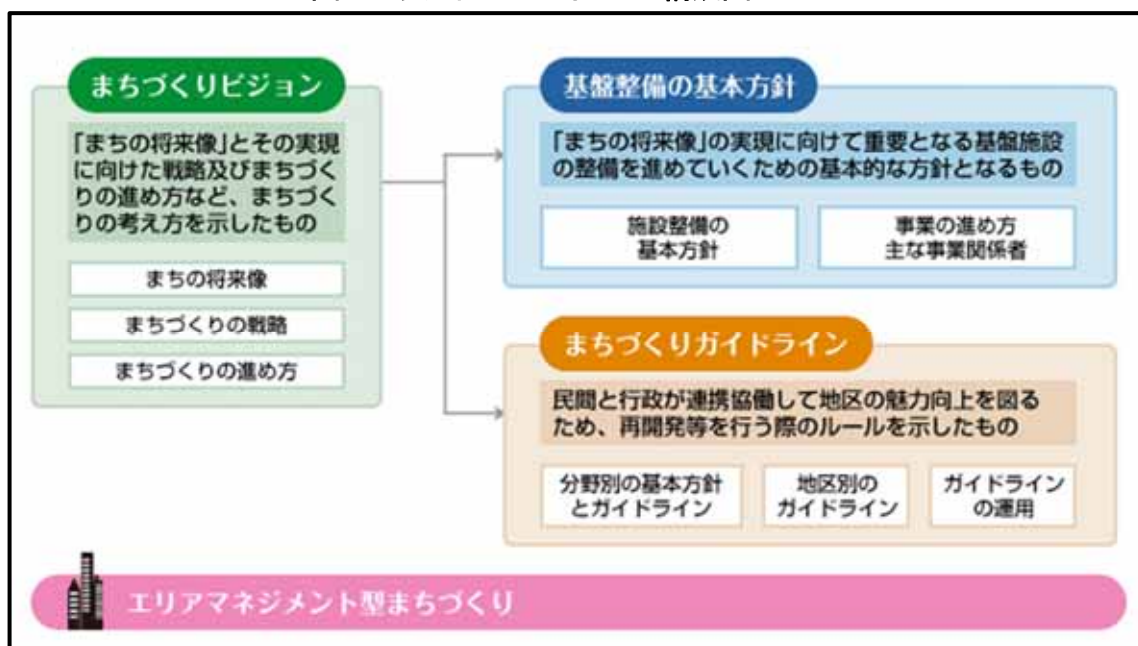 まちづくりビジョン
「まちの将来像」とその実現
に向けた戦略及びまちづく
りの進め方など、まちづく
りの考え方を示したもの
まちの将来像
まちづくりの戦略
まちづくりの進め方
基盤整備の基本方針
「まちの将来像」の実現に向けて重要となる基盤施設
の整備を進めていくための基本的な方針となるもの
施設整備の
基本方針
事業の進め方
主な事業関係者
まちづくりガイドライン
民間と行政が連携協働して地区の魅力向上を図る
ため、再開発等を行う際のルールを示したもの
分野別の基本方針
とガイドライン
地区別の
ガイドライン
ガイドライン
の運用
エリアマネジメント型まちづくり